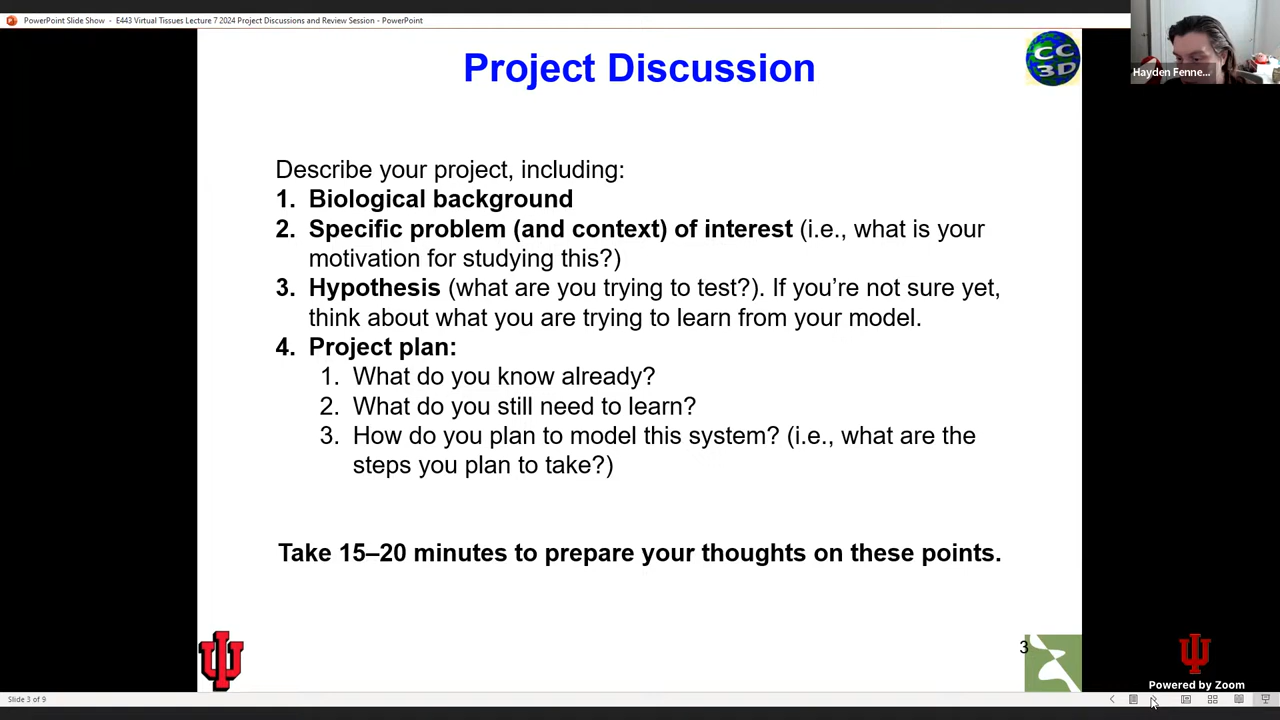 PowerPoint Slide Show - E443 Virtual Tissues Lecture 7 2024 Project Discussions and Review Session - PowerPoint
Hayden Fenne...
Project Discussion
CC
3D
Describe your project, including:
1. Biological background
2. Specific problem (and context) of interest (i.e., what is your
motivation for studying this?)
3. Hypothesis (what are you trying to test?). If you’re not sure yet,
think about what you are trying to learn from your model.
4. Project plan:
1. What do you know already?
2. What do you still need to learn?
3. How do you plan to model this system? (i.e., what are the
steps you plan to take?)
Take 15–20 minutes to prepare your thoughts on these points.
3
Powered by Zoom
Slide 3 of 9